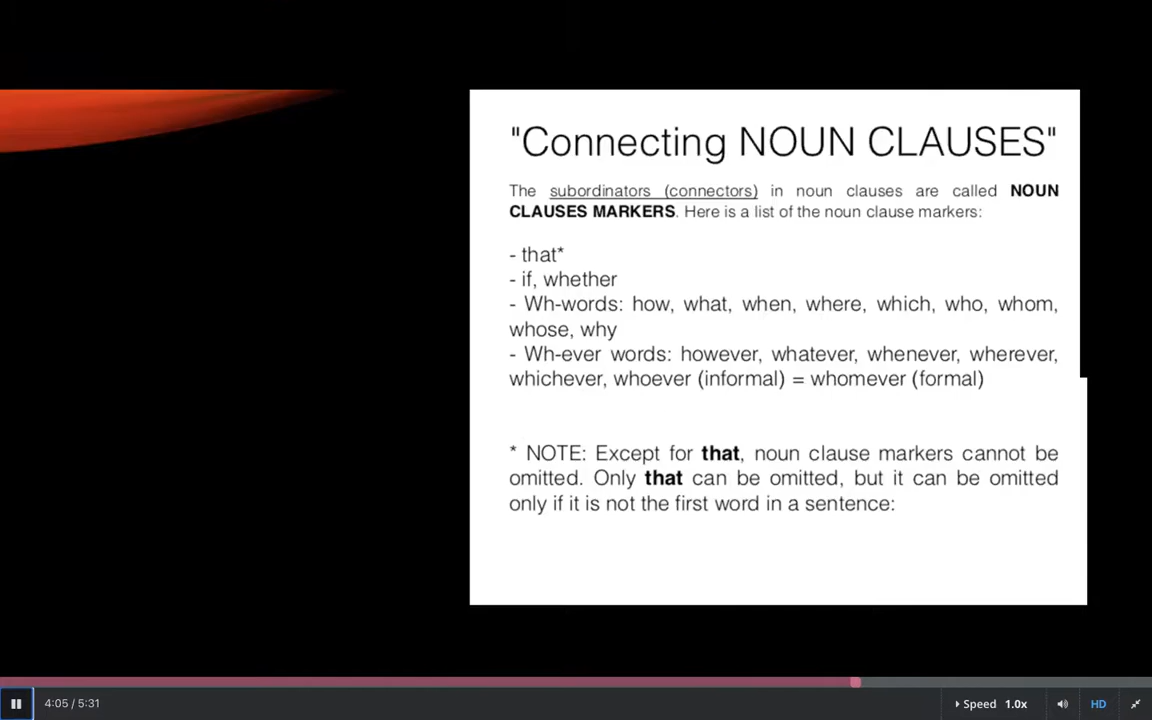 "Connecting NOUN CLAUSES"
The subordinators (connectors) in noun clauses are called NOUN
CLAUSES MARKERS. Here is a list of the noun clause markers:
- that*
- if, whether
- Wh-words: how, what, when, where, which, who, whom,
whose, why
- Wh-ever words: however, whatever, whenever, wherever,
whichever, whoever (informal) = whomever (formal)
* NOTE: Except for that, noun clause markers cannot be
omitted. Only that can be omitted, but it can be omitted
only if it is not the first word in a sentence:
4:05 / 5:31
Speed 1.0x
HD